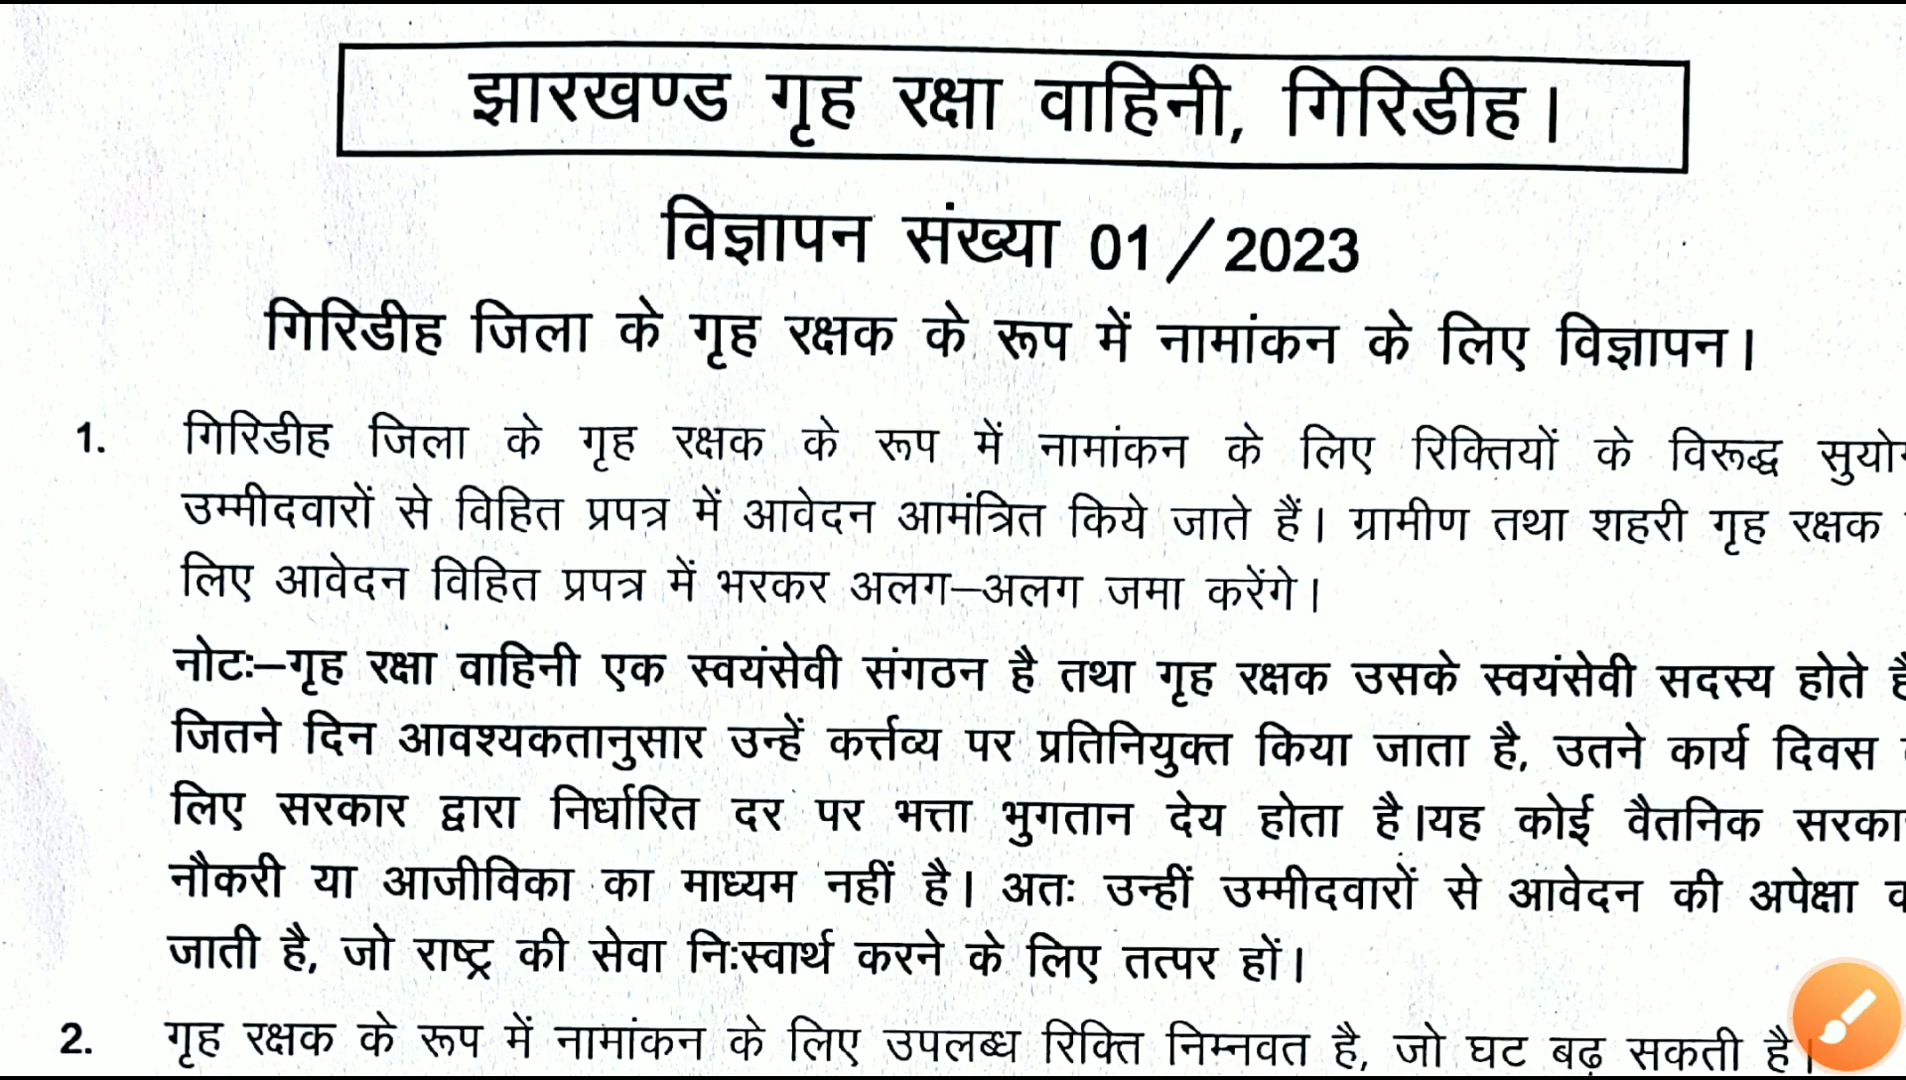 झारखण्ड गृह रक्षा वाहिनी, गिरिडीह।
विज्ञापन संख्या 01 / 2023
गिरिडीह जिला के गृह रक्षक के रूप में नामांकन के लिए विज्ञापन।
1. गिरिडीह जिला के गृह रक्षक के रूप में नामांकन के लिए रिक्तियों के विरूद्ध
उम्मीदवारों से विहित प्रपत्र में आवेदन आमंत्रित किये जाते हैं। ग्रामीण तथा शहरी गृह रक्षक
लिए आवेदन विहित प्रपत्र में भरकर अलग–अलग जमा करेंगे।
नोटः–गृह रक्षा वाहिनी एक स्वयंसेवी संगठन है तथा गृह रक्षक उसके स्वयंसेवी सदस्य होते
जितने दिन आवश्यकतानुसार उन्हें कर्त्तव्य पर प्रतिनियुक्त किया जाता है, उतने कार्य दिवस
लिए सरकार द्वारा निर्धारित दर पर भत्ता भुगतान देय होता है।यह कोई वैतनिक
नौकरी या आजीविका का माध्यम नहीं है। अतः उन्हीं उम्मीदवारों से आवेदन की अपेक्षा
जाती है, जो राष्ट्र की सेवा निःस्वार्थ करने के लिए तत्पर हों।
2. गृह रक्षक के रूप में नामांकन के लिए उपलब्ध रिक्ति निम्नवत है, जो घट बढ़ सकती है।